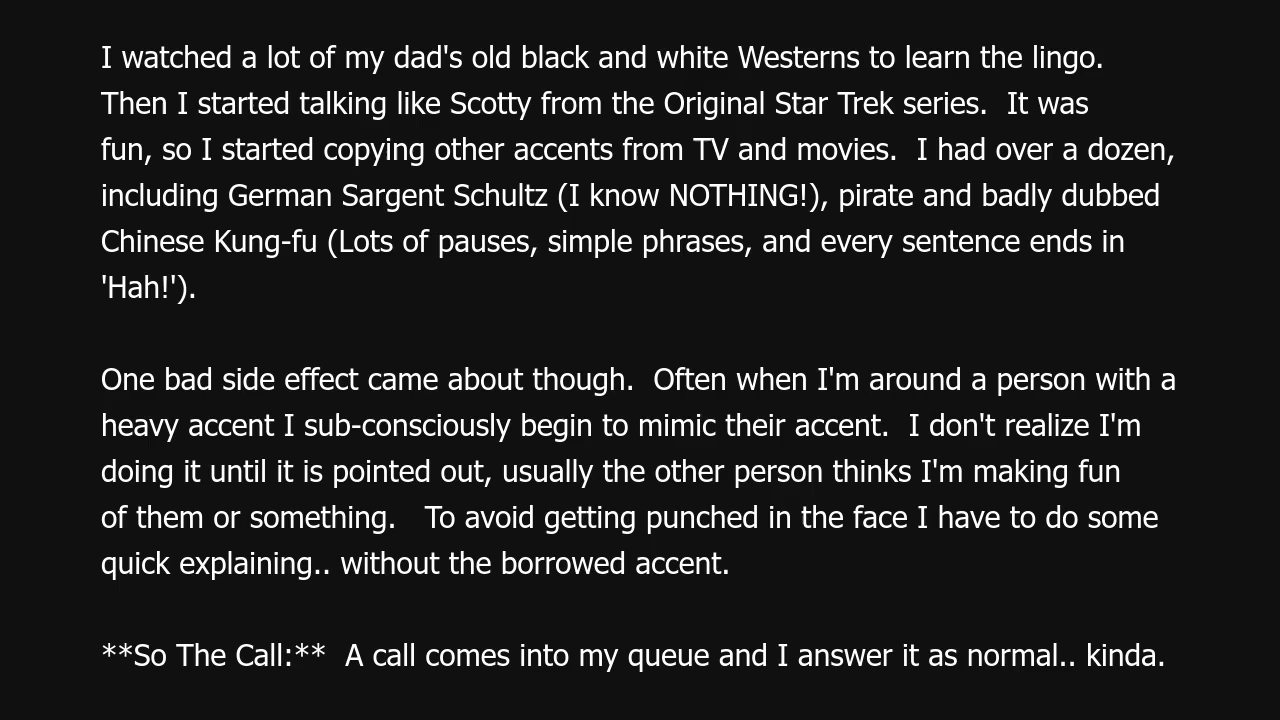 I watched a lot of my dad's old black and white Westerns to learn the lingo.
Then I started talking like Scotty from the Original Star Trek series.  It was
fun, so I started copying other accents from TV and movies.  I had over a dozen,
including German Sargent Schultz (I know NOTHING!), pirate and badly dubbed
Chinese Kung-fu (Lots of pauses, simple phrases, and every sentence ends in
'Hah!').
One bad side effect came about though.  Often when I'm around a person with a
heavy accent I sub-consciously begin to mimic their accent.  I don't realize I'm
doing it until it is pointed out, usually the other person thinks I'm making fun
of them or something.   To avoid getting punched in the face I have to do some
quick explaining.. without the borrowed accent.
**So The Call:**  A call comes into my queue and I answer it as normal.. kinda.